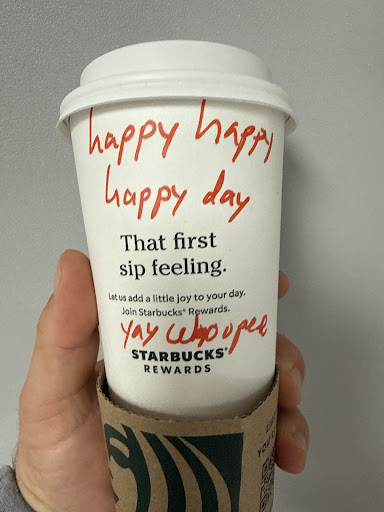 happy happy
happy day
That first
sip feeling.
Let us add a little joy to your day.
Join Starbucks® Rewards.
yay whoopee
STARBUCKS®
REWARDS